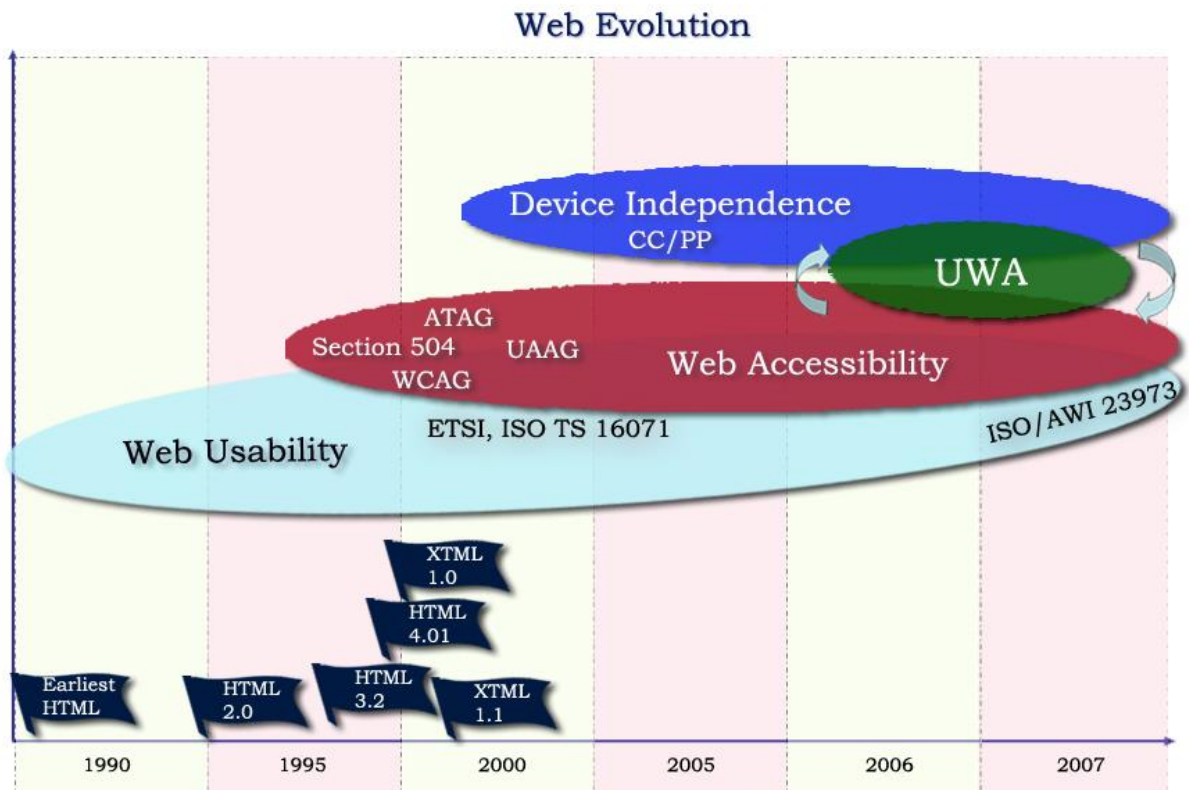 Web Evolution
Device Independence
CC/PP
UWA
ATAG
Section 504
UAAG
WCAG
Web Accessibility
ETSI, ISO TS 16071
ISO/AWI 23973
Web Usability
XTML
1.0
HTML
4.01
Earliest
HTML
HTML
2.0
HTML
3.2
XTML
1.1
1990
1995
2000
2005
2006
2007